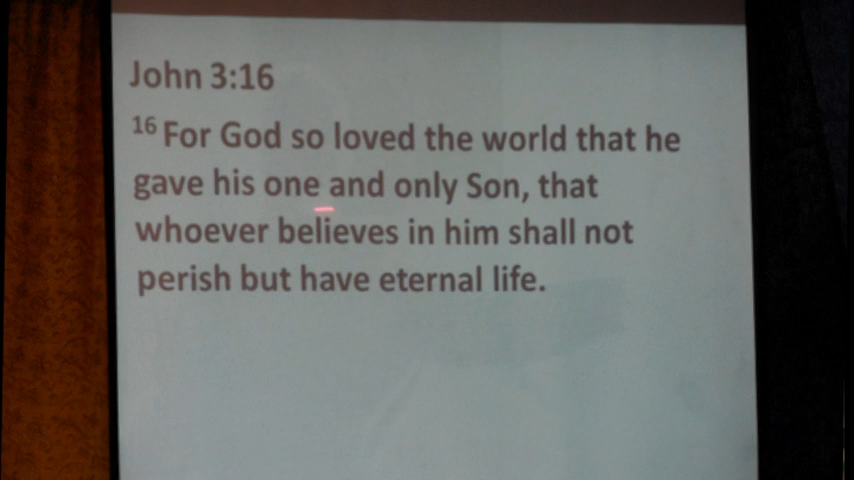 John 3:16
16 For God so loved the world that he
gave his one and only Son, that
whoever believes in him shall not
perish but have eternal life.